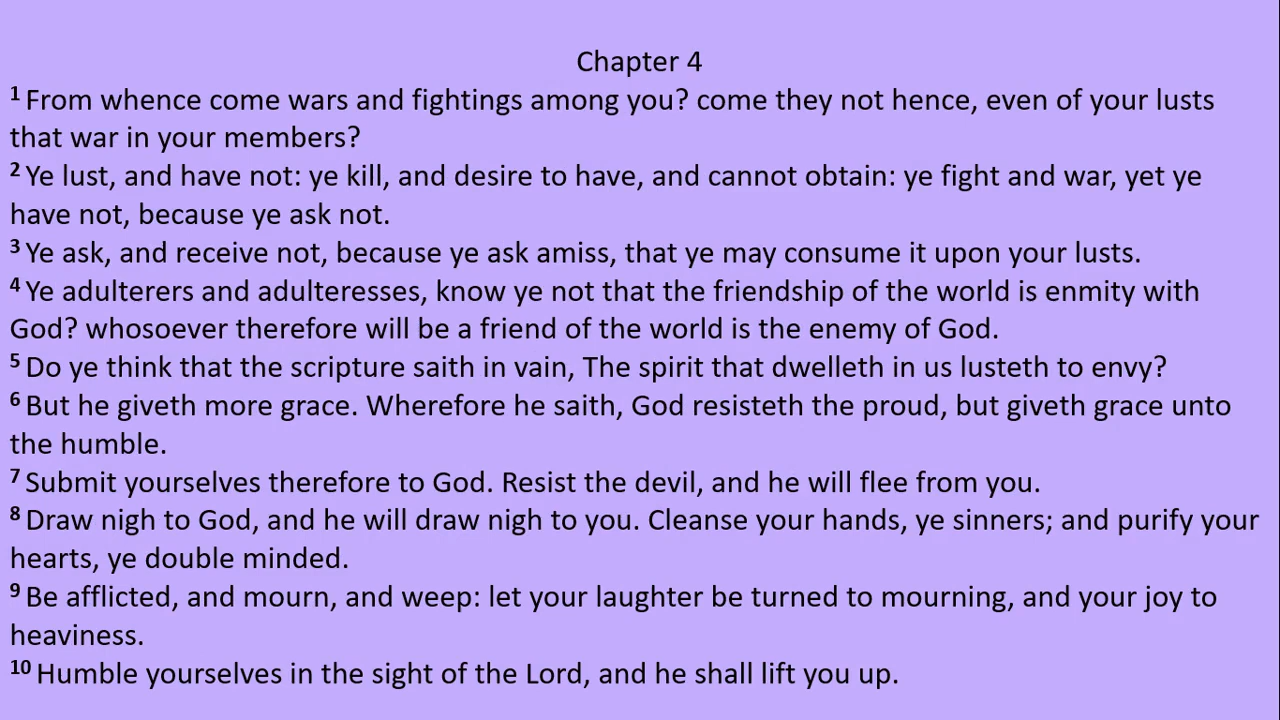 Chapter 4
1 From whence come wars and fightings among you? come they not hence, even of your lusts
that war in your members?
2 Ye lust, and have not: ye kill, and desire to have, and cannot obtain: ye fight and war, yet ye
have not, because ye ask not.
3 Ye ask, and receive not, because ye ask amiss, that ye may consume it upon your lusts.
4 Ye adulterers and adulteresses, know ye not that the friendship of the world is enmity with
God? whosoever therefore will be a friend of the world is the enemy of God.
5 Do ye think that the scripture saith in vain, The spirit that dwelleth in us lusteth to envy?
6 But he giveth more grace. Wherefore he saith, God resisteth the proud, but giveth grace unto
the humble.
7 Submit yourselves therefore to God. Resist the devil, and he will flee from you.
8 Draw nigh to God, and he will draw nigh to you. Cleanse your hands, ye sinners; and purify your
hearts, ye double minded.
9 Be afflicted, and mourn, and weep: let your laughter be turned to mourning, and your joy to
heaviness.
10 Humble yourselves in the sight of the Lord, and he shall lift you up.